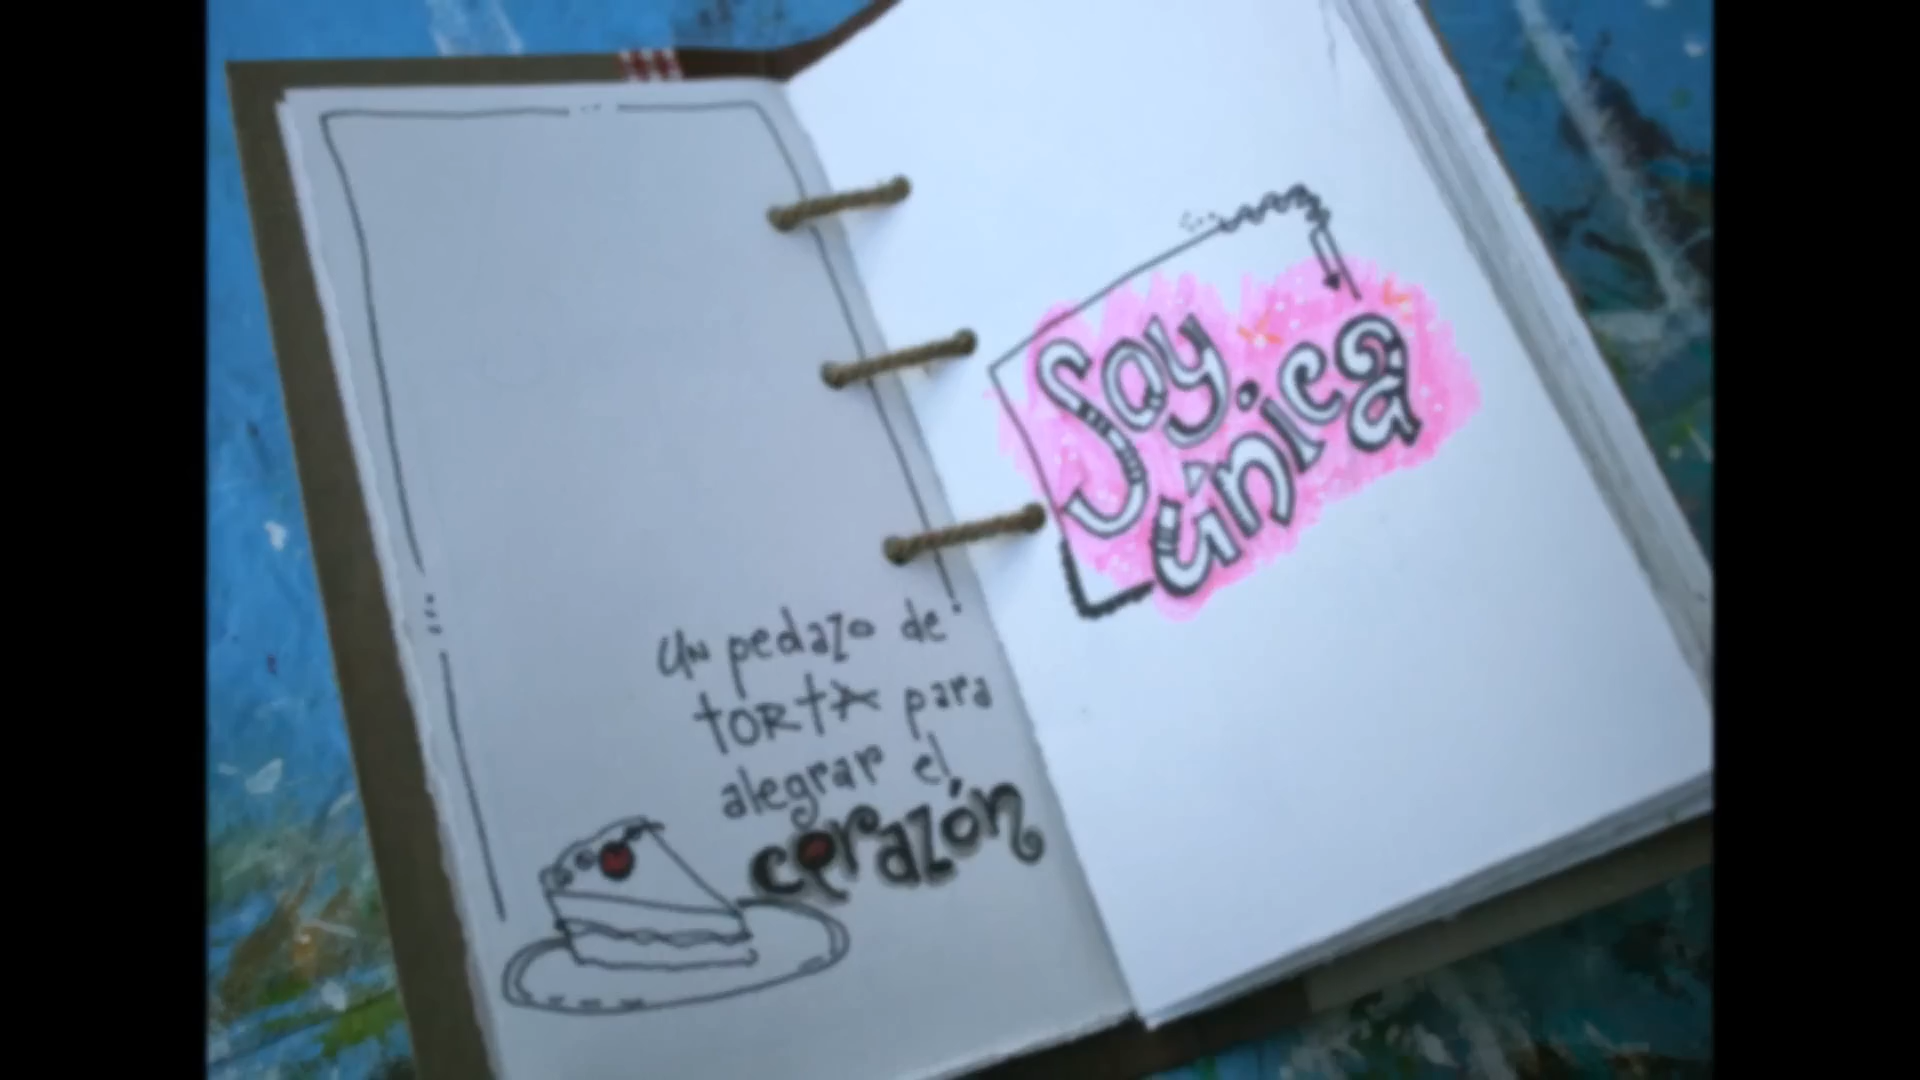 Un pedazo de
TORTA para
alegrar el
corazón
Soy
única